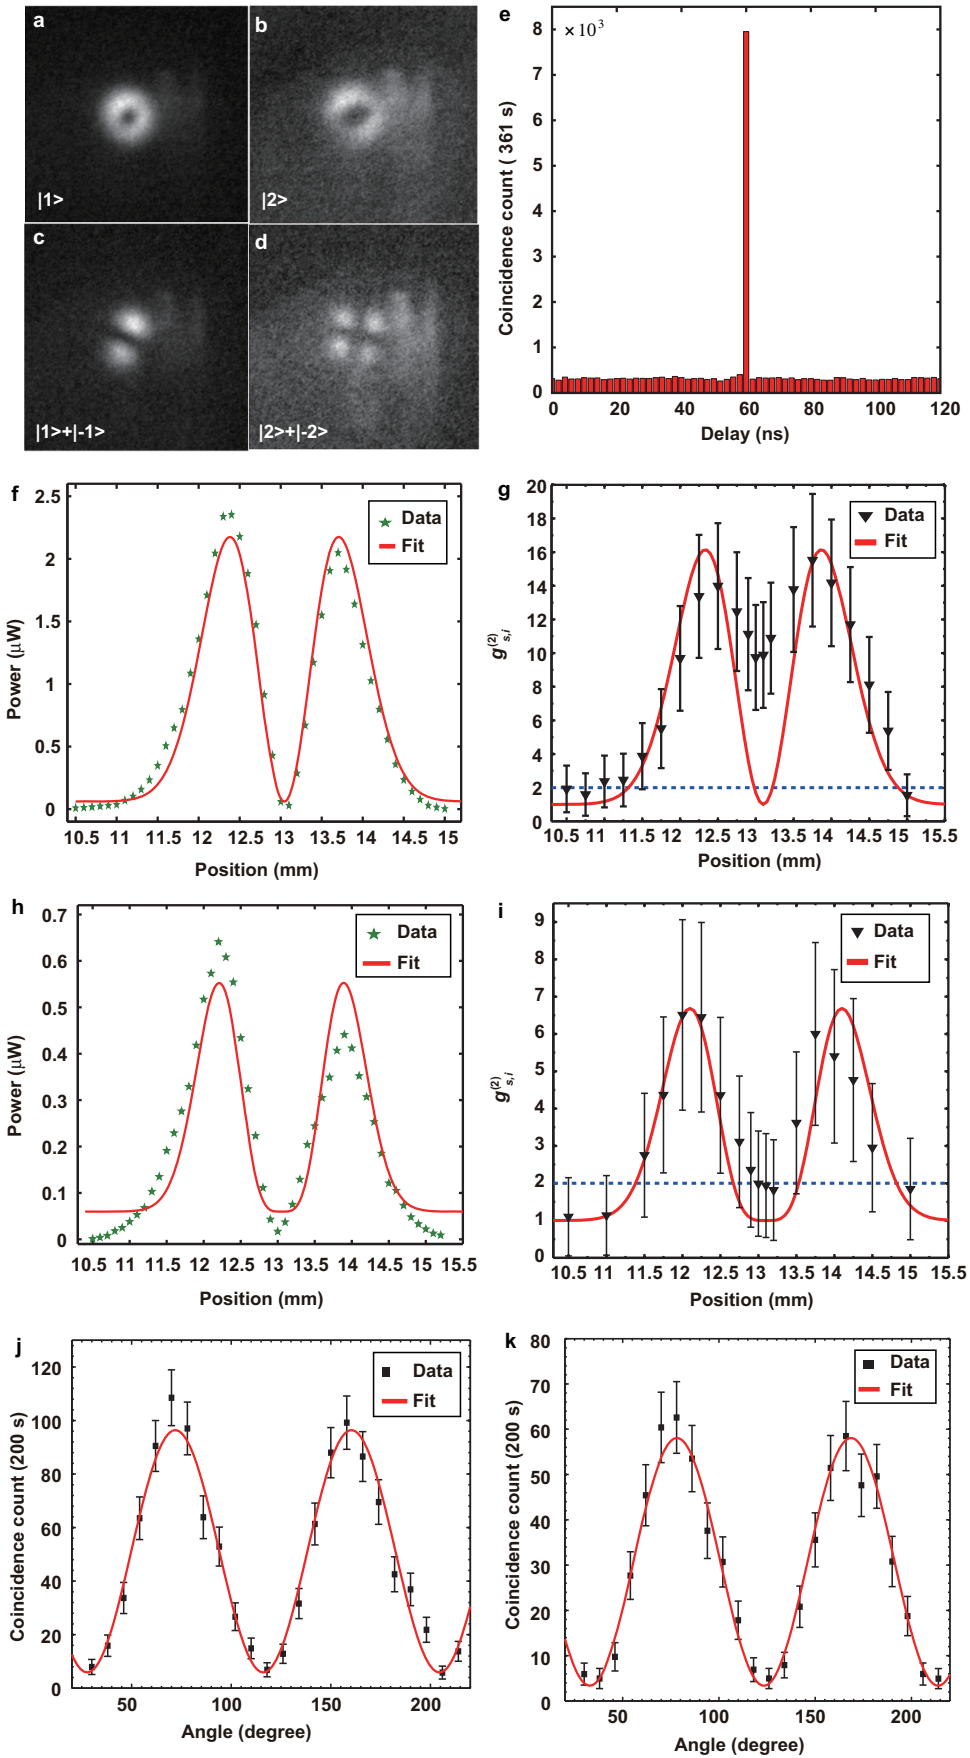 a
b
|1>
|2>
c
d
|1>+|-1>
|2>+|-2>
e
×10³
8
7
6
5
4
3
2
1
0
0 20 40 60 80 100 120
Coincidence count ( 361 s)
Delay (ns)
f
2.5
2
1.5
1
0.5
0
10.5 11 11.5 12 12.5 13 13.5 14 14.5 15
Power (μW)
Position (mm)
Data
Fit
g
20
18
16
14
12
10
8
6
4
2
0
10.5 11 11.5 12 12.5 13 13.5 14 14.5 15 15.5
g(2)s,i
Position (mm)
Data
Fit
h
0.7
0.6
0.5
0.4
0.3
0.2
0.1
0
10.5 11 11.5 12 12.5 13 13.5 14 14.5 15 15.5
Power (μW)
Position (mm)
Data
Fit
i
9
8
7
6
5
4
3
2
1
0
10.5 11 11.5 12 12.5 13 13.5 14 14.5 15 15.5
g(2)s,i
Position (mm)
Data
Fit
j
120
100
80
60
40
20
0
50 100 150 200
Coincidence count (200 s)
Angle (degree)
Data
Fit
k
80
70
60
50
40
30
20
10
0
50 100 150 200
Coincidence count (200 s)
Angle (degree)
Data
Fit